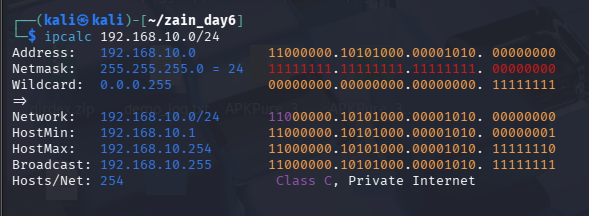 ┌──(kali㉿kali)-[~/zain_day6]
└─$ ipcalc 192.168.10.0/24
Address:   192.168.10.0         11000000.10101000.00001010. 00000000
Netmask:   255.255.255.0 = 24   11111111.11111111.11111111. 00000000
Wildcard:  0.0.0.255            00000000.00000000.00000000. 11111111
=>
Network:   192.168.10.0/24      11000000.10101000.00001010. 00000000
HostMin:   192.168.10.1         11000000.10101000.00001010. 00000001
HostMax:   192.168.10.254       11000000.10101000.00001010. 11111110
Broadcast: 192.168.10.255       11000000.10101000.00001010. 11111111
Hosts/Net: 254                   Class C, Private Internet